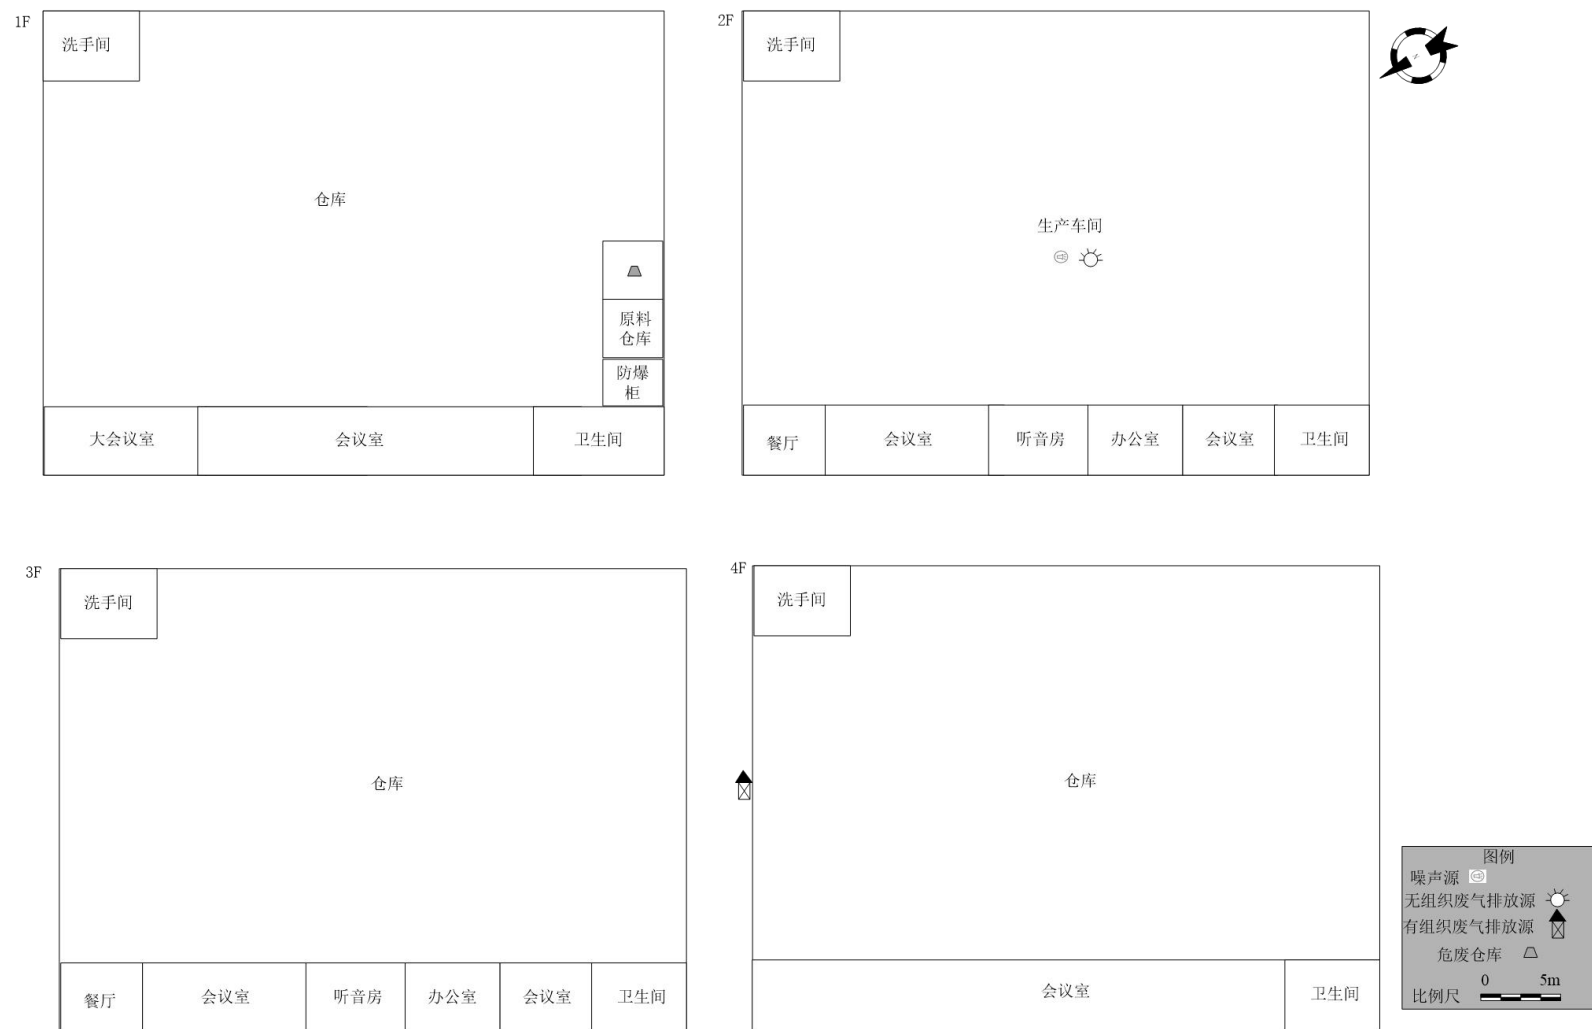 1F
洗手间
仓库
原料
仓库
防爆
柜
大会议室
会议室
卫生间
2F
洗手间
生产车间
餐厅
会议室
听音房
办公室
会议室
卫生间
3F
洗手间
仓库
餐厅
会议室
听音房
办公室
会议室
卫生间
4F
洗手间
仓库
会议室
卫生间
图例
噪声源
无组织废气排放源
有组织废气排放源
危废仓库
0 5m
比例尺